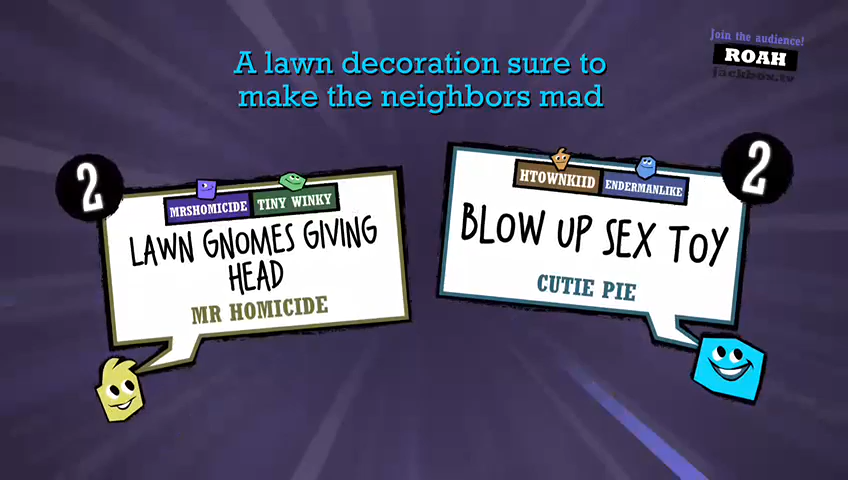 Join the audience!
ROAH
jackbox.tv
A lawn decoration sure to
make the neighbors mad
2
MRSHOMICIDE TINY WINKY
LAWN GNOMES GIVING
HEAD
MR HOMICIDE
2
HTOWNKIID ENDERMANLIKE
BLOW UP SEX TOY
CUTIE PIE